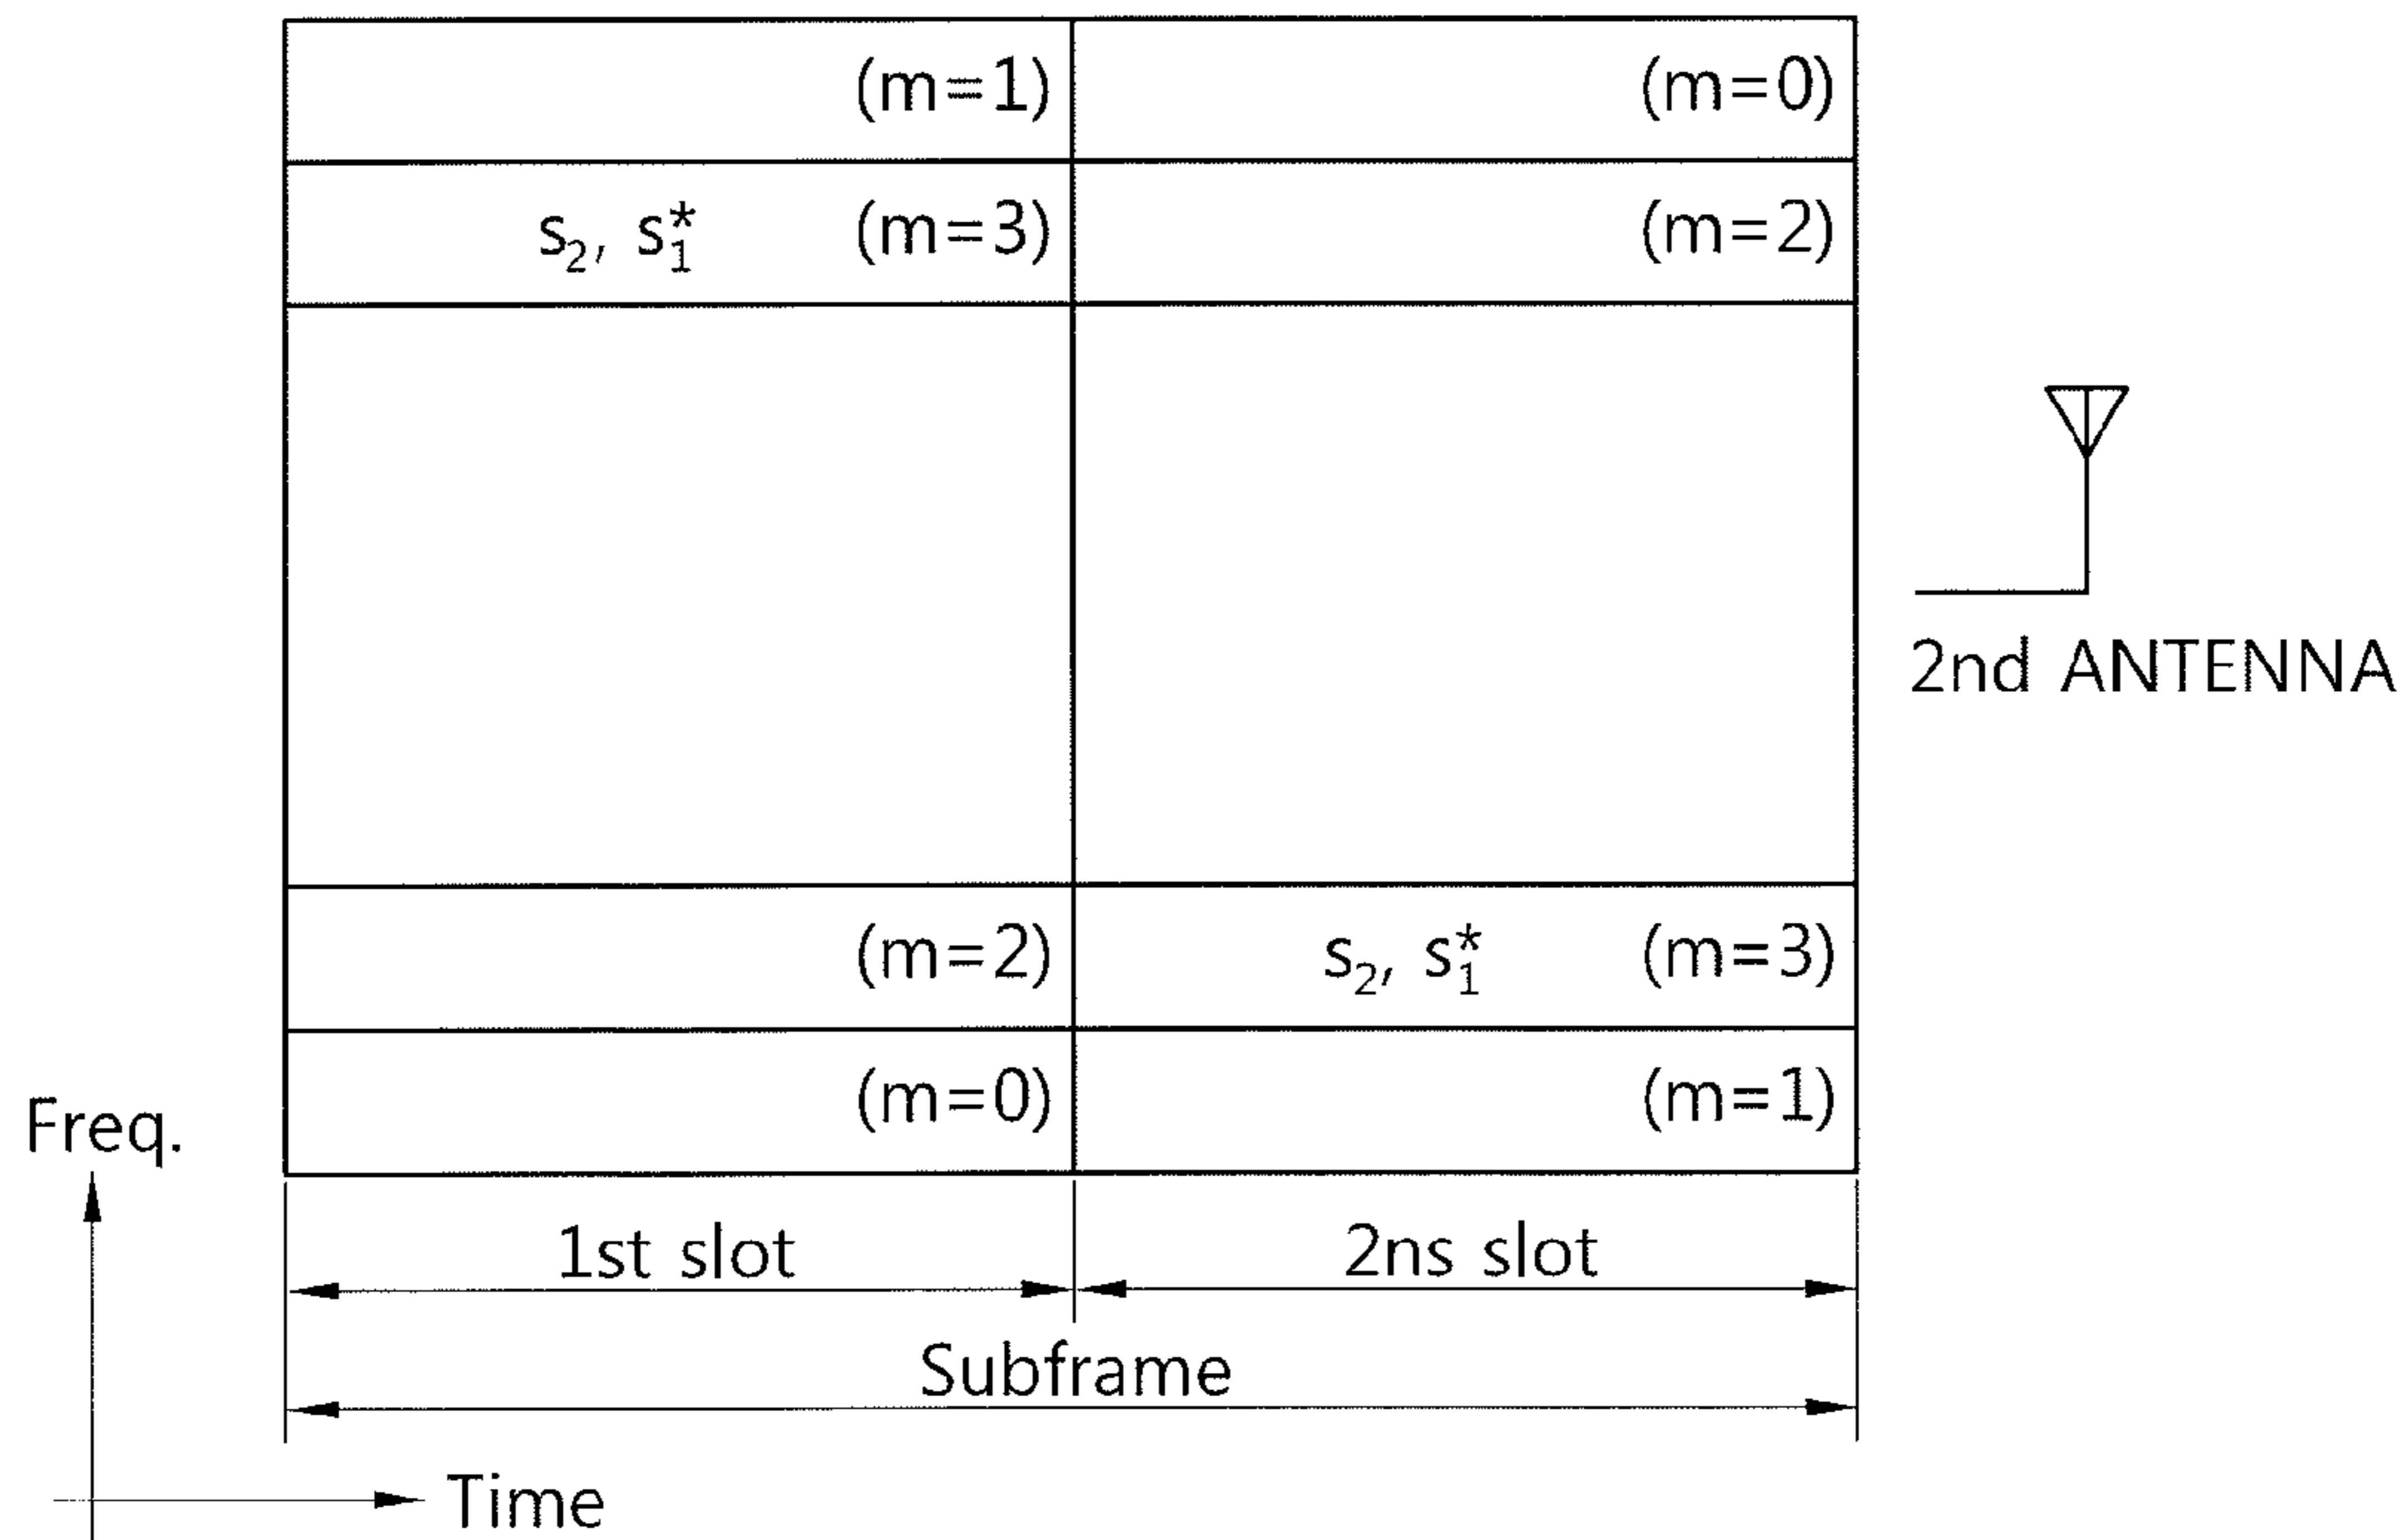 (m=1) (m=0)
s₂, s₁* (m=3) (m=2)
2nd ANTENNA
(m=2) s₂, s₁* (m=3)
(m=0) (m=1)
Freq.
1st slot 2ns slot
Subframe
Time